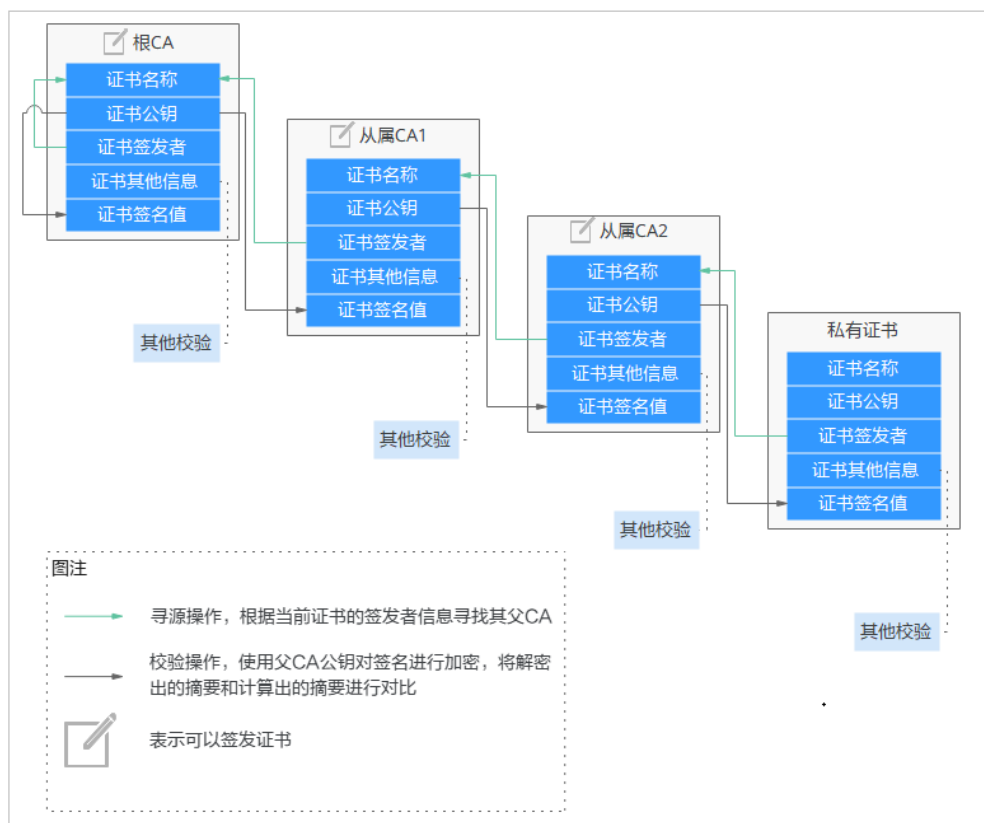 根CA
证书名称
证书公钥
证书签发者
证书其他信息
证书签名值
其他校验
从属CA1
证书名称
证书公钥
证书签发者
证书其他信息
证书签名值
其他校验
从属CA2
证书名称
证书公钥
证书签发者
证书其他信息
证书签名值
其他校验
私有证书
证书名称
证书公钥
证书签发者
证书其他信息
证书签名值
其他校验
图注
寻源操作，根据当前证书的签发者信息寻找其父CA
校验操作，使用父CA公钥对签名进行加密，将解密
出的摘要和计算出的摘要进行对比
表示可以签发证书